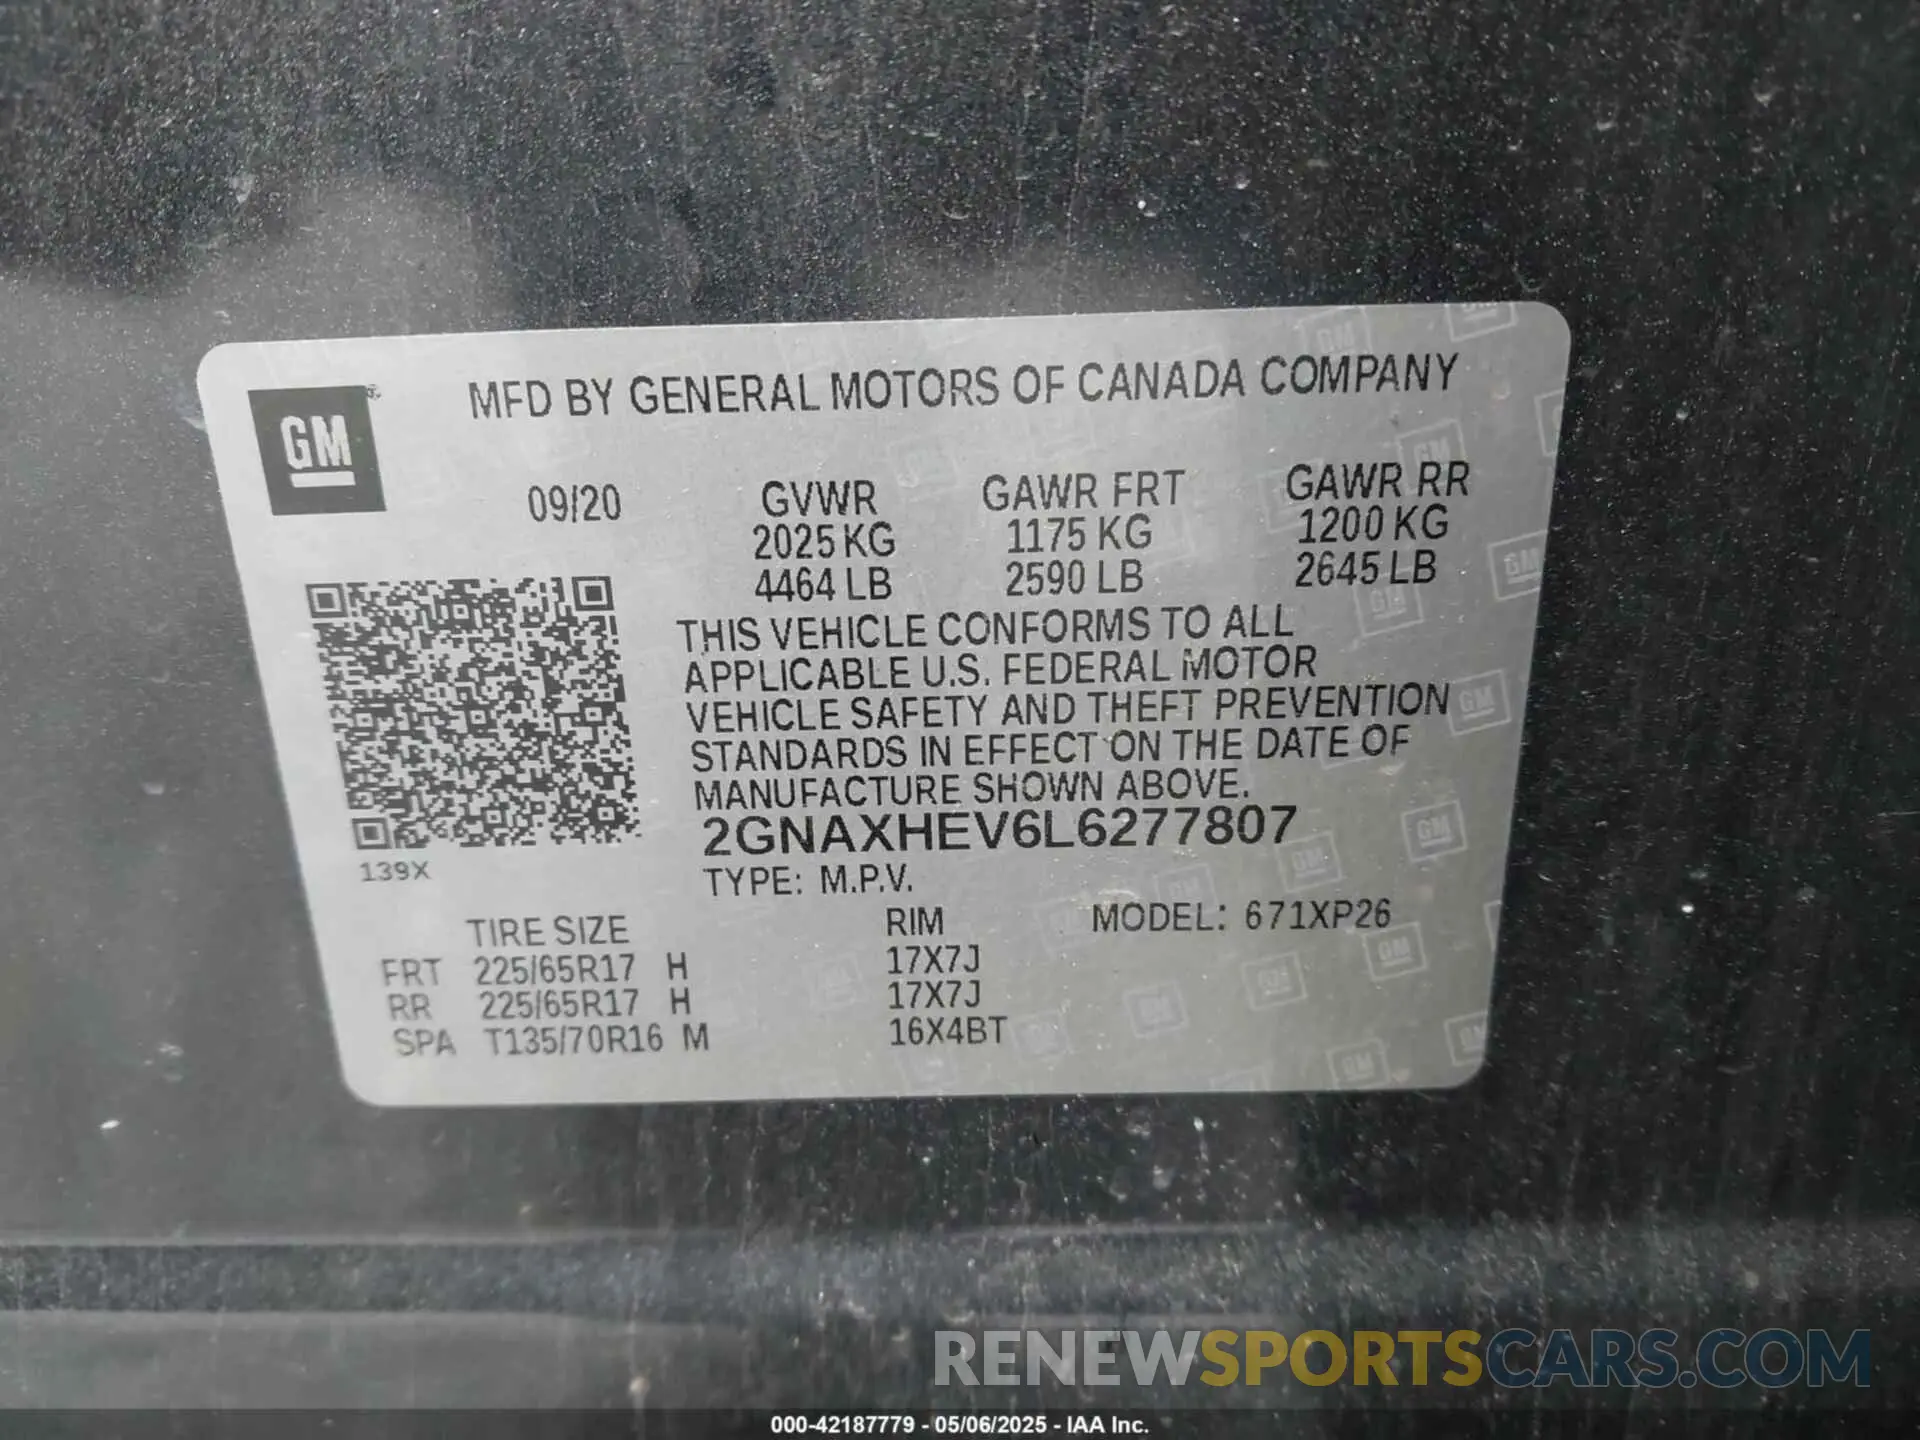 GM®
MFD BY GENERAL MOTORS OF CANADA COMPANY
09/20 GVWR GAWR FRT GAWR RR
2025 KG 1175 KG 1200 KG
4464 LB 2590 LB 2645 LB
THIS VEHICLE CONFORMS TO ALL
APPLICABLE U.S. FEDERAL MOTOR
VEHICLE SAFETY AND THEFT PREVENTION
STANDARDS IN EFFECT ON THE DATE OF
MANUFACTURE SHOWN ABOVE.
2GNAXHEV6L6277807
139X
TYPE: M.P.V.
TIRE SIZE RIM MODEL: 671XP26
FRT 225/65R17 H 17X7J
RR 225/65R17 H 17X7J
SPA T135/70R16 M 16X4BT
RENEWSPORTSCARS.COM
000-42187779 - 05/06/2025 - IAA Inc.